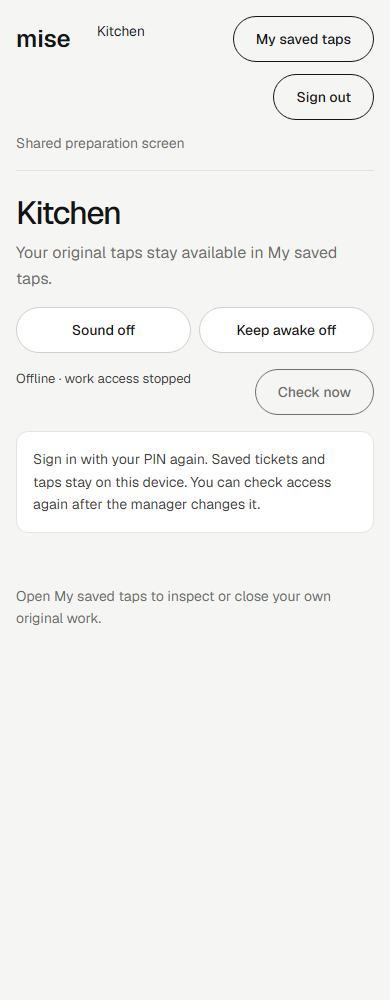 mise
Kitchen
My saved taps
Sign out
Shared preparation screen
Kitchen
Your original taps stay available in My saved
taps.
Sound off
Keep awake off
Offline · work access stopped
Check now
Sign in with your PIN again. Saved tickets and
taps stay on this device. You can check access
again after the manager changes it.
Open My saved taps to inspect or close your own
original work.